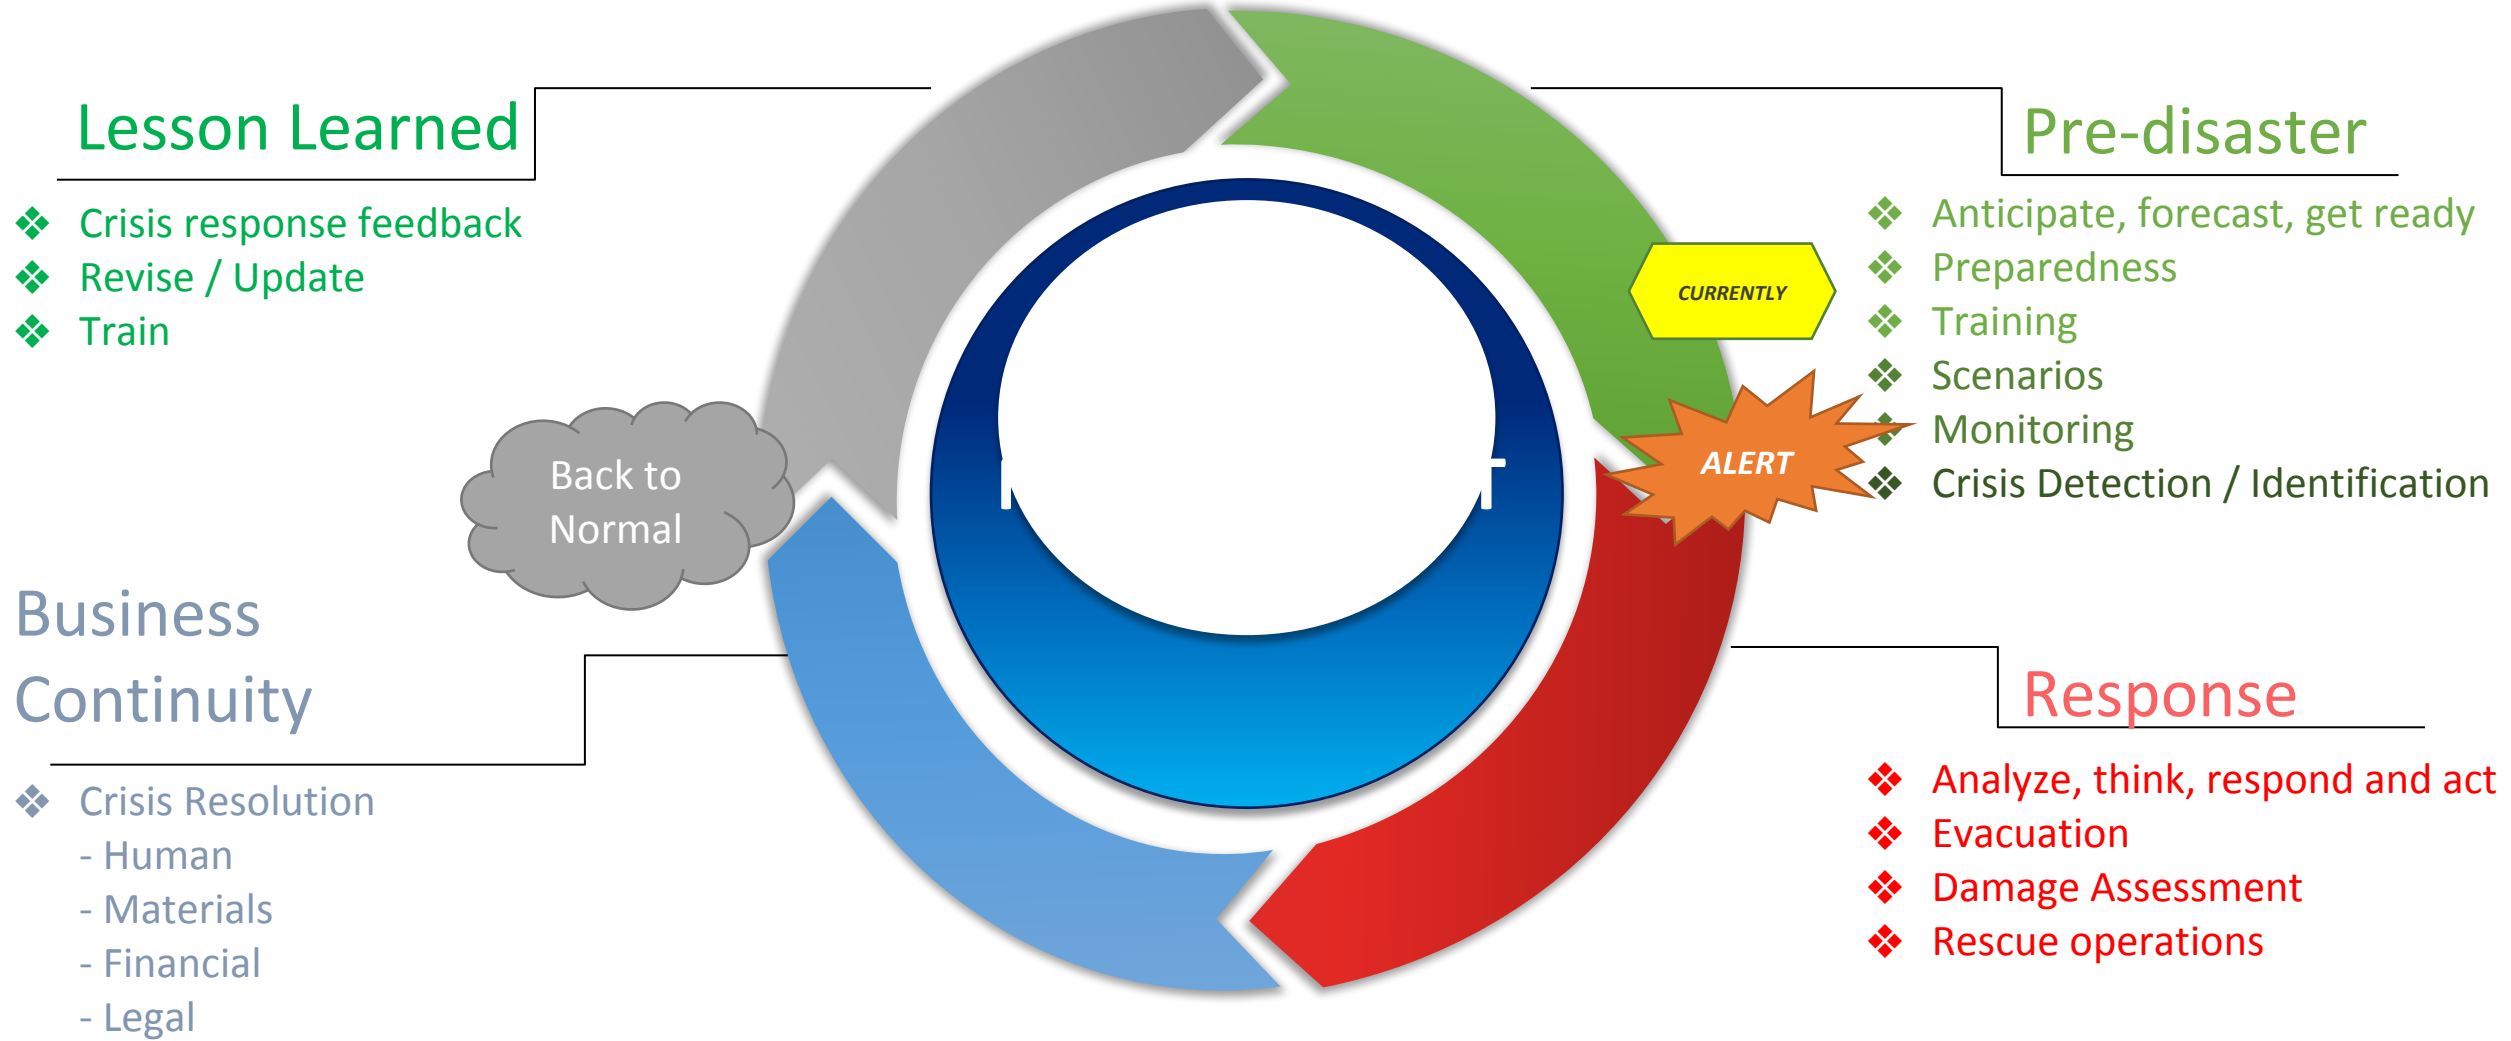 Lesson Learned
❖ Crisis response feedback
❖ Revise / Update
❖ Train
Pre-disaster
❖ Anticipate, forecast, get ready
❖ Preparedness
❖ Training
❖ Scenarios
❖ Monitoring
❖ Crisis Detection / Identification
CURRENTLY
ALERT
Back to
Normal
Business
Continuity
❖ Crisis Resolution
- Human
- Materials
- Financial
- Legal
Response
❖ Analyze, think, respond and act
❖ Evacuation
❖ Damage Assessment
❖ Rescue operations